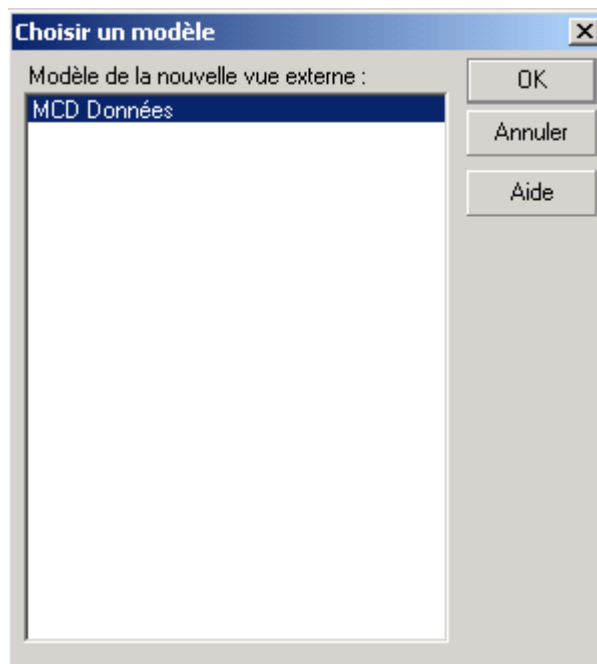 Choisir un modèle
Modèle de la nouvelle vue externe :
MCD Données
OK
Annuler
Aide